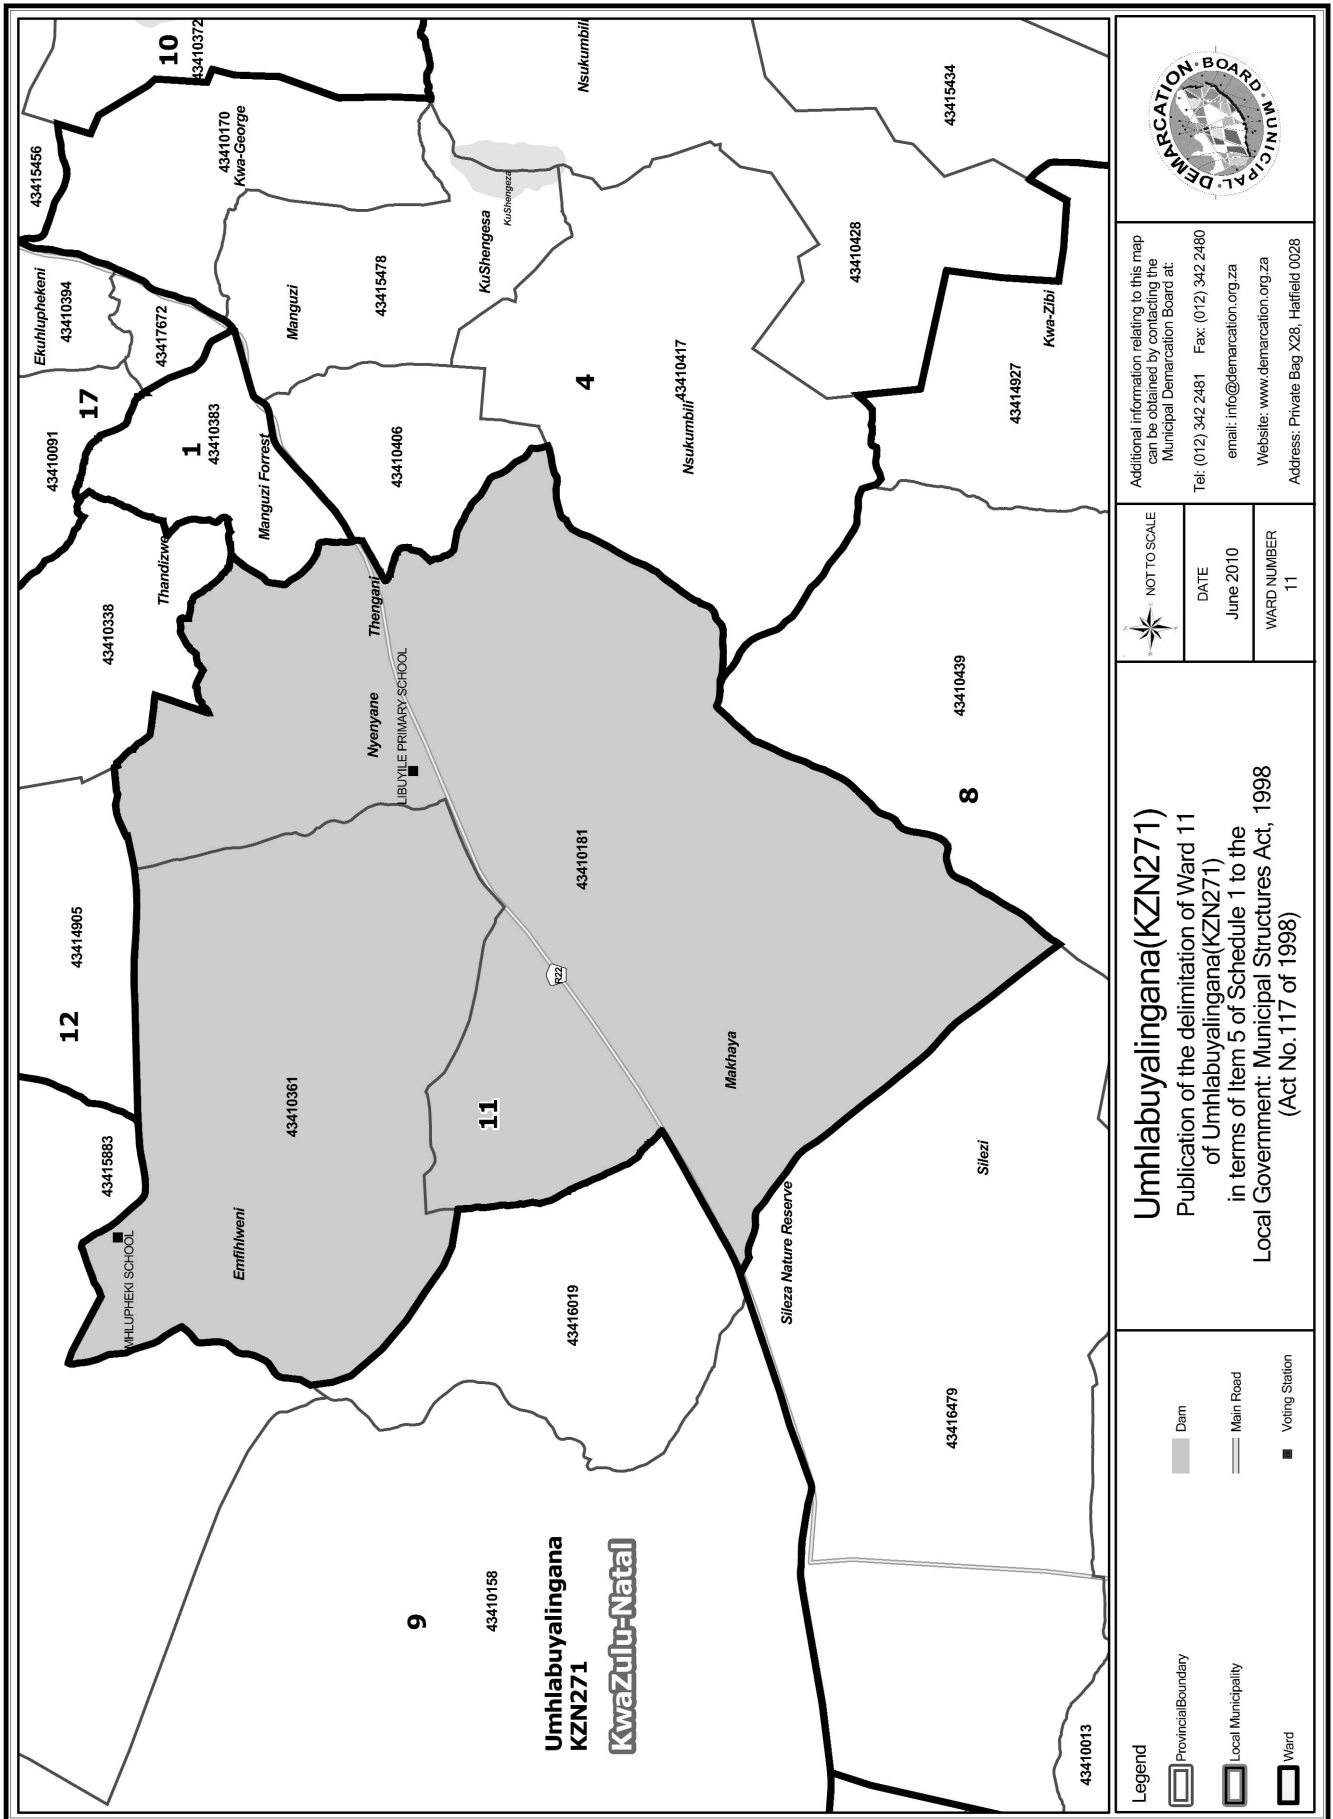 10
43410372
43415456
43410170
Kwa-George
Nsukumbili
43415434
Ekuhluphekeni
43410394
43417672
17
43410091
1
43410383
Manguzi Forrest
Manguzi
43415478
KuShengesa
KuShengeza
43410428
43410406
4
43410417
Nsukumbili
Kwa-Zibi
43414927
Thandizwe
43410338
Thengani
Nyenyane
LIBUYILE PRIMARY SCHOOL
43410439
8
43410181
12
43414905
R22
43410361
11
Makhaya
43415883
MHLUPHEKI SCHOOL
Emfihlweni
Sileza Nature Reserve
Silezi
43416019
43416479
9
43410158
Umhlabuyalingana
KZN271
KwaZulu-Natal
43410013
Legend
ProvincialBoundary
Local Municipality
Ward
Dam
Main Road
Voting Station
Umhlabuyalingana(KZN271)
Publication of the delimitation of Ward 11
of Umhlabuyalingana(KZN271)
in terms of Item 5 of Schedule 1 to the
Local Government: Municipal Structures Act, 1998
(Act No.117 of 1998)
NOT TO SCALE
DATE
June 2010
WARD NUMBER
11
Additional information relating to this map
can be obtained by contacting the
Municipal Demarcation Board at:
Tel: (012) 342 2481 Fax: (012) 342 2480
email: info@demarcation.org.za
Website: www.demarcation.org.za
Address: Private Bag X28, Hatfield 0028
MUNICIPAL • DEMARCATION • BOARD